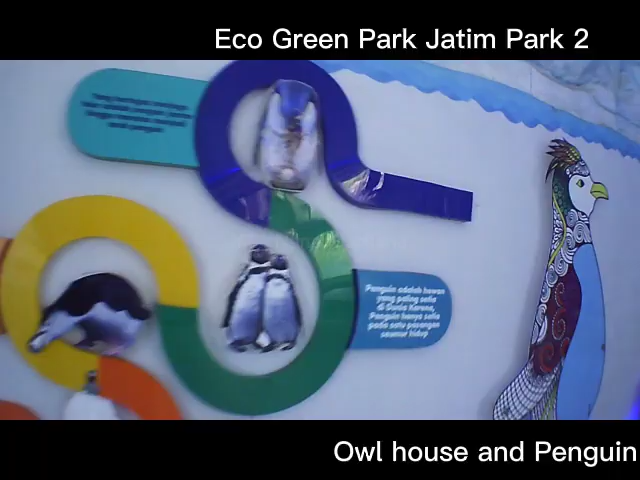 Eco Green Park Jatim Park 2
Penguin adalah hewan
yang paling setia
di Dunia Karena,
Penguin hanya setia
pada satu pasangan
seumur hidup
Owl house and Penguin